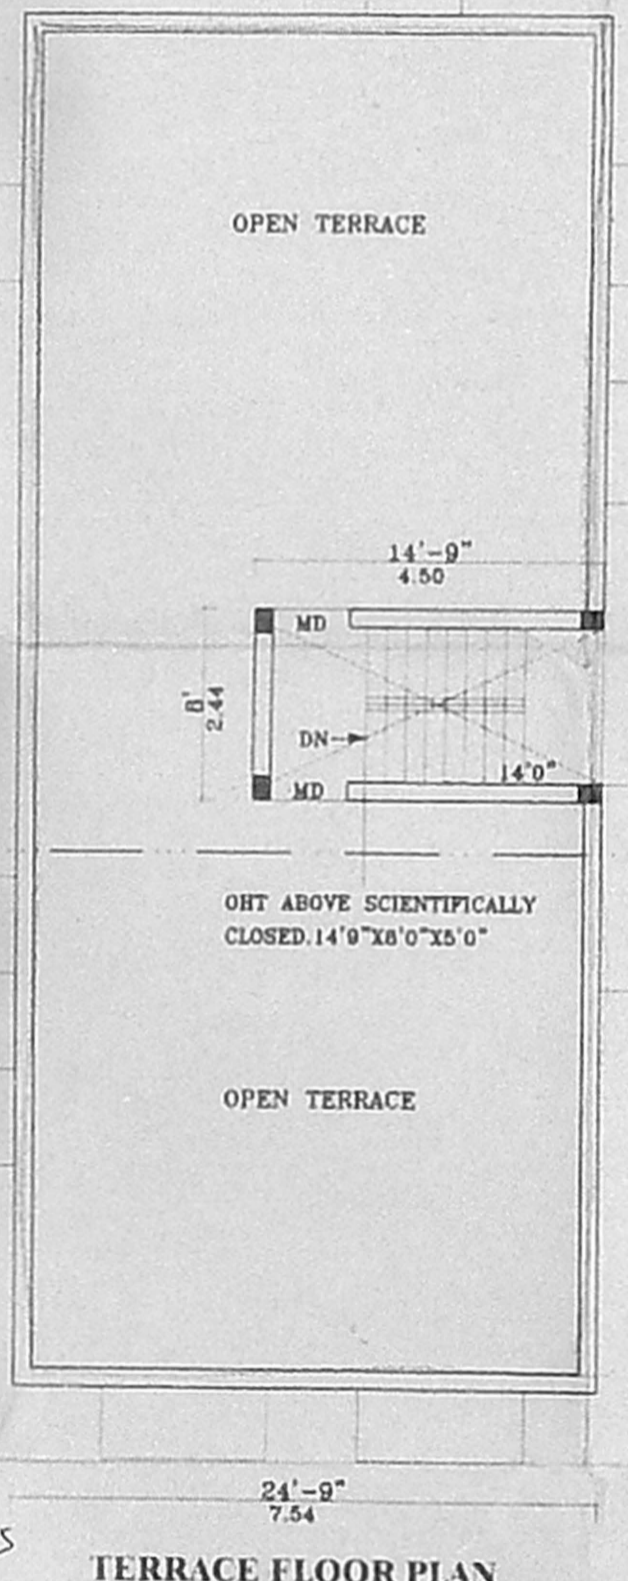 OPEN TERRACE
14'-9"
4.50
MD
8'
2.44
DN
14'0"
MD
OHT ABOVE SCIENTIFICALLY
CLOSED.14'9"X8'0"X5'0"
OPEN TERRACE
24'-9"
7.54
TERRACE FLOOR PLAN